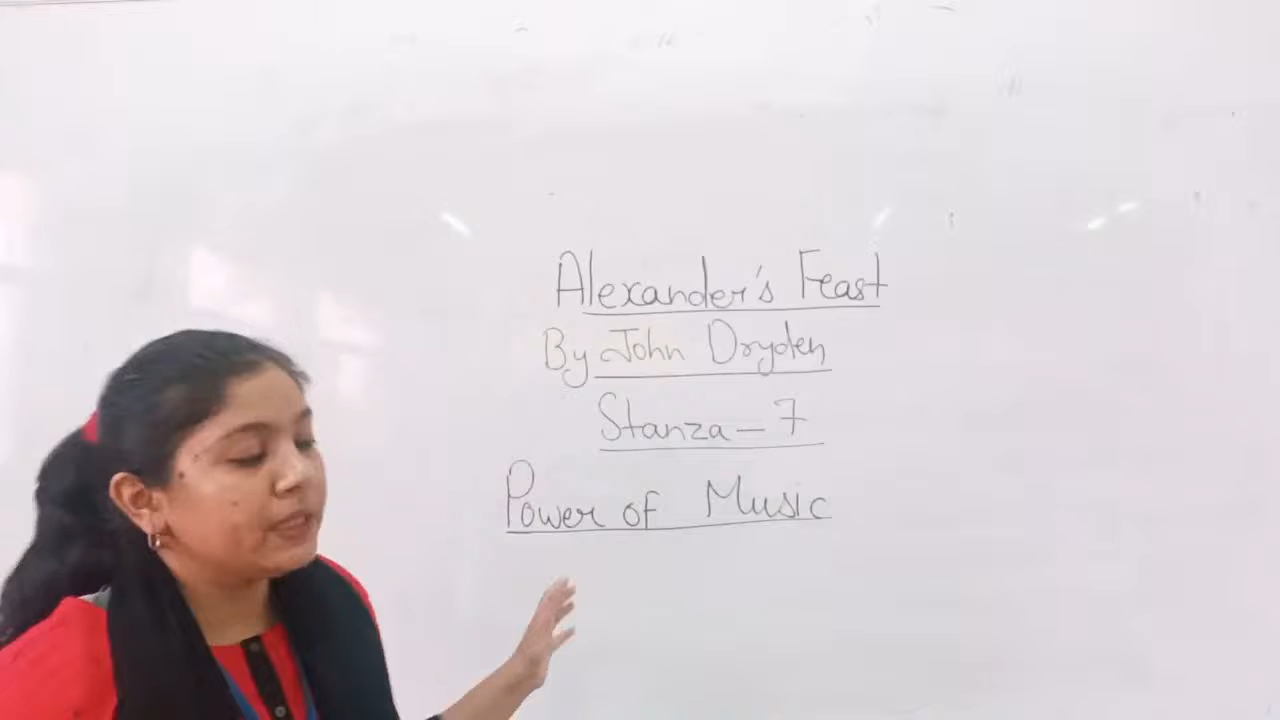 Alexander's Feast
By John Dryden
Stanza – 7
Power of Music